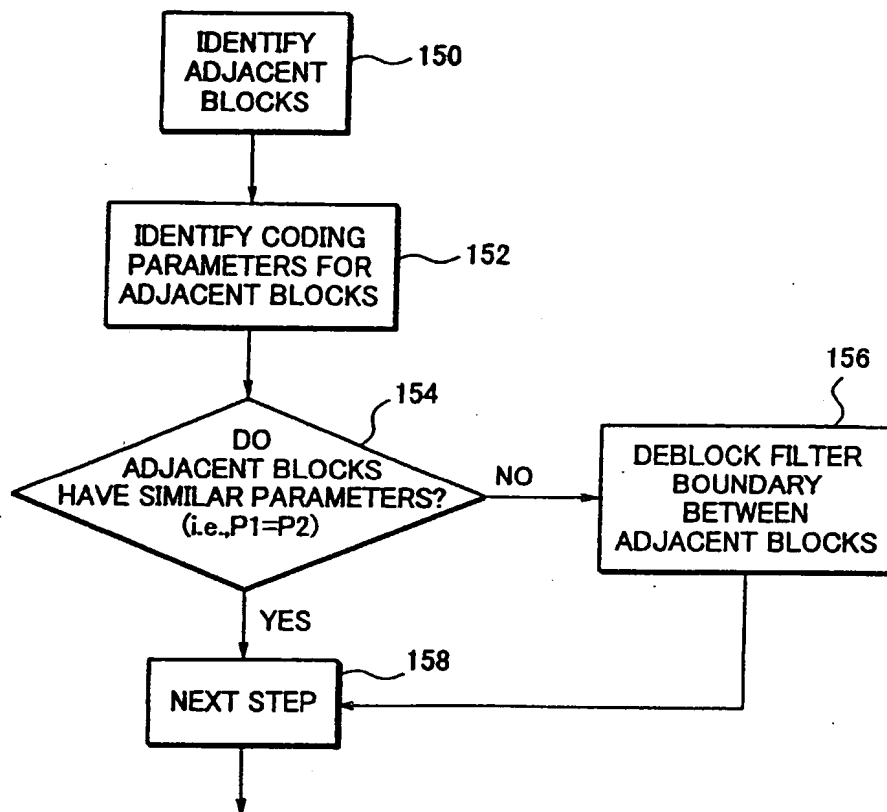 IDENTIFY
ADJACENT
BLOCKS
150
IDENTIFY CODING
PARAMETERS FOR
ADJACENT BLOCKS
152
154
DO
ADJACENT BLOCKS
HAVE SIMILAR PARAMETERS?
(i.e.,P1=P2)
NO
156
DEBLOCK FILTER
BOUNDARY
BETWEEN
ADJACENT BLOCKS
YES
158
NEXT STEP